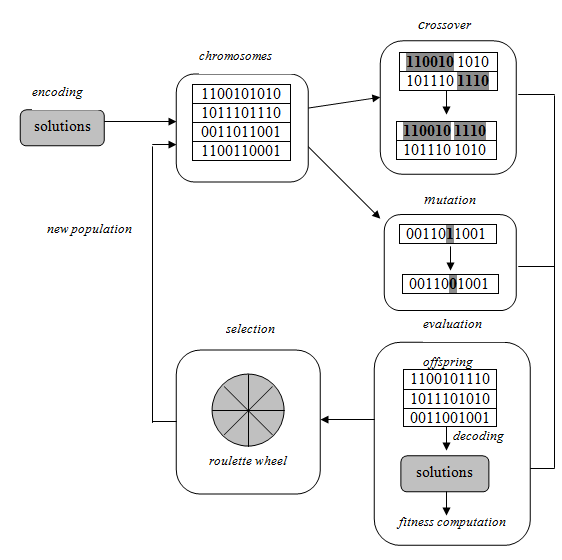 crossover
110010 1010
101110 1110
110010 1110
101110 1010
chromosomes
1100101010
1011101110
0011011001
1100110001
encoding
solutions
mutation
0011011001
0011001001
new population
selection
roulette wheel
evaluation
offspring
1100101110
1011101010
0011001001
decoding
solutions
fitness computation